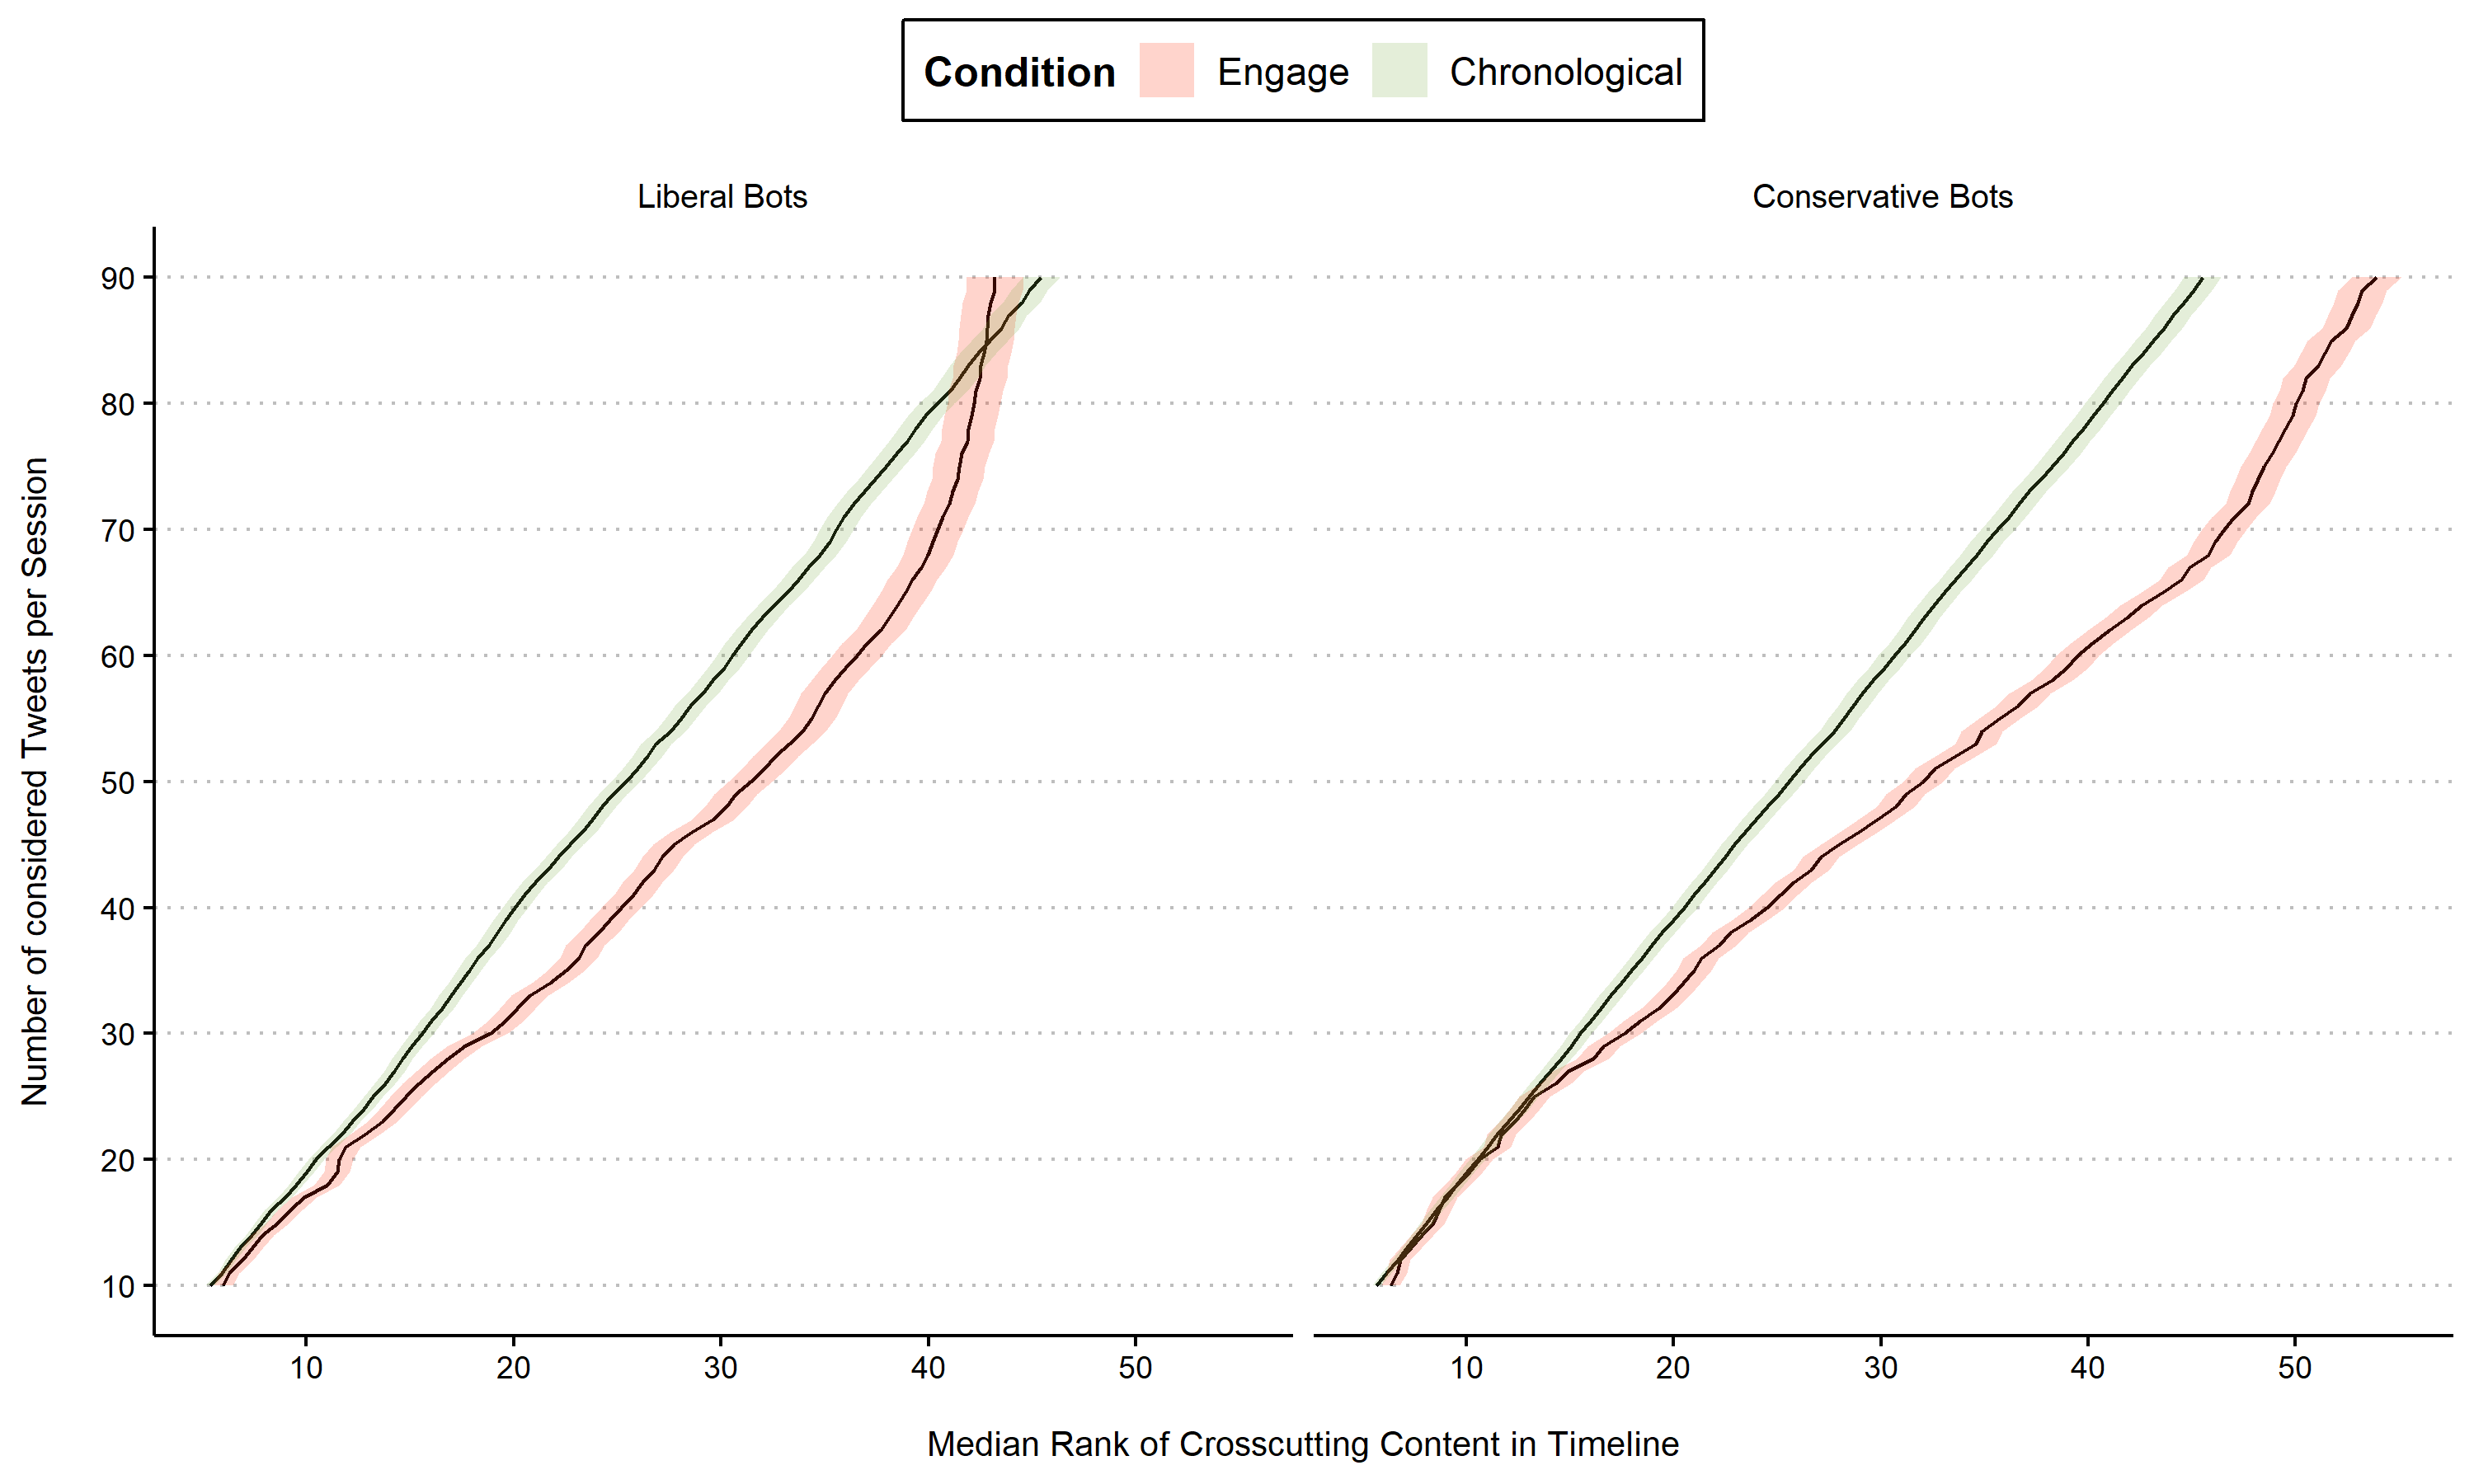 Condition Engage Chronological
Liberal Bots
Conservative Bots
Number of considered Tweets per Session
90
80
70
60
50
40
30
20
10
10 20 30 40 50
10 20 30 40 50
Median Rank of Crosscutting Content in Timeline